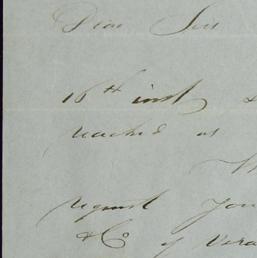 Dear Sir
16th inst &
reached us
request you
& Co of Vera